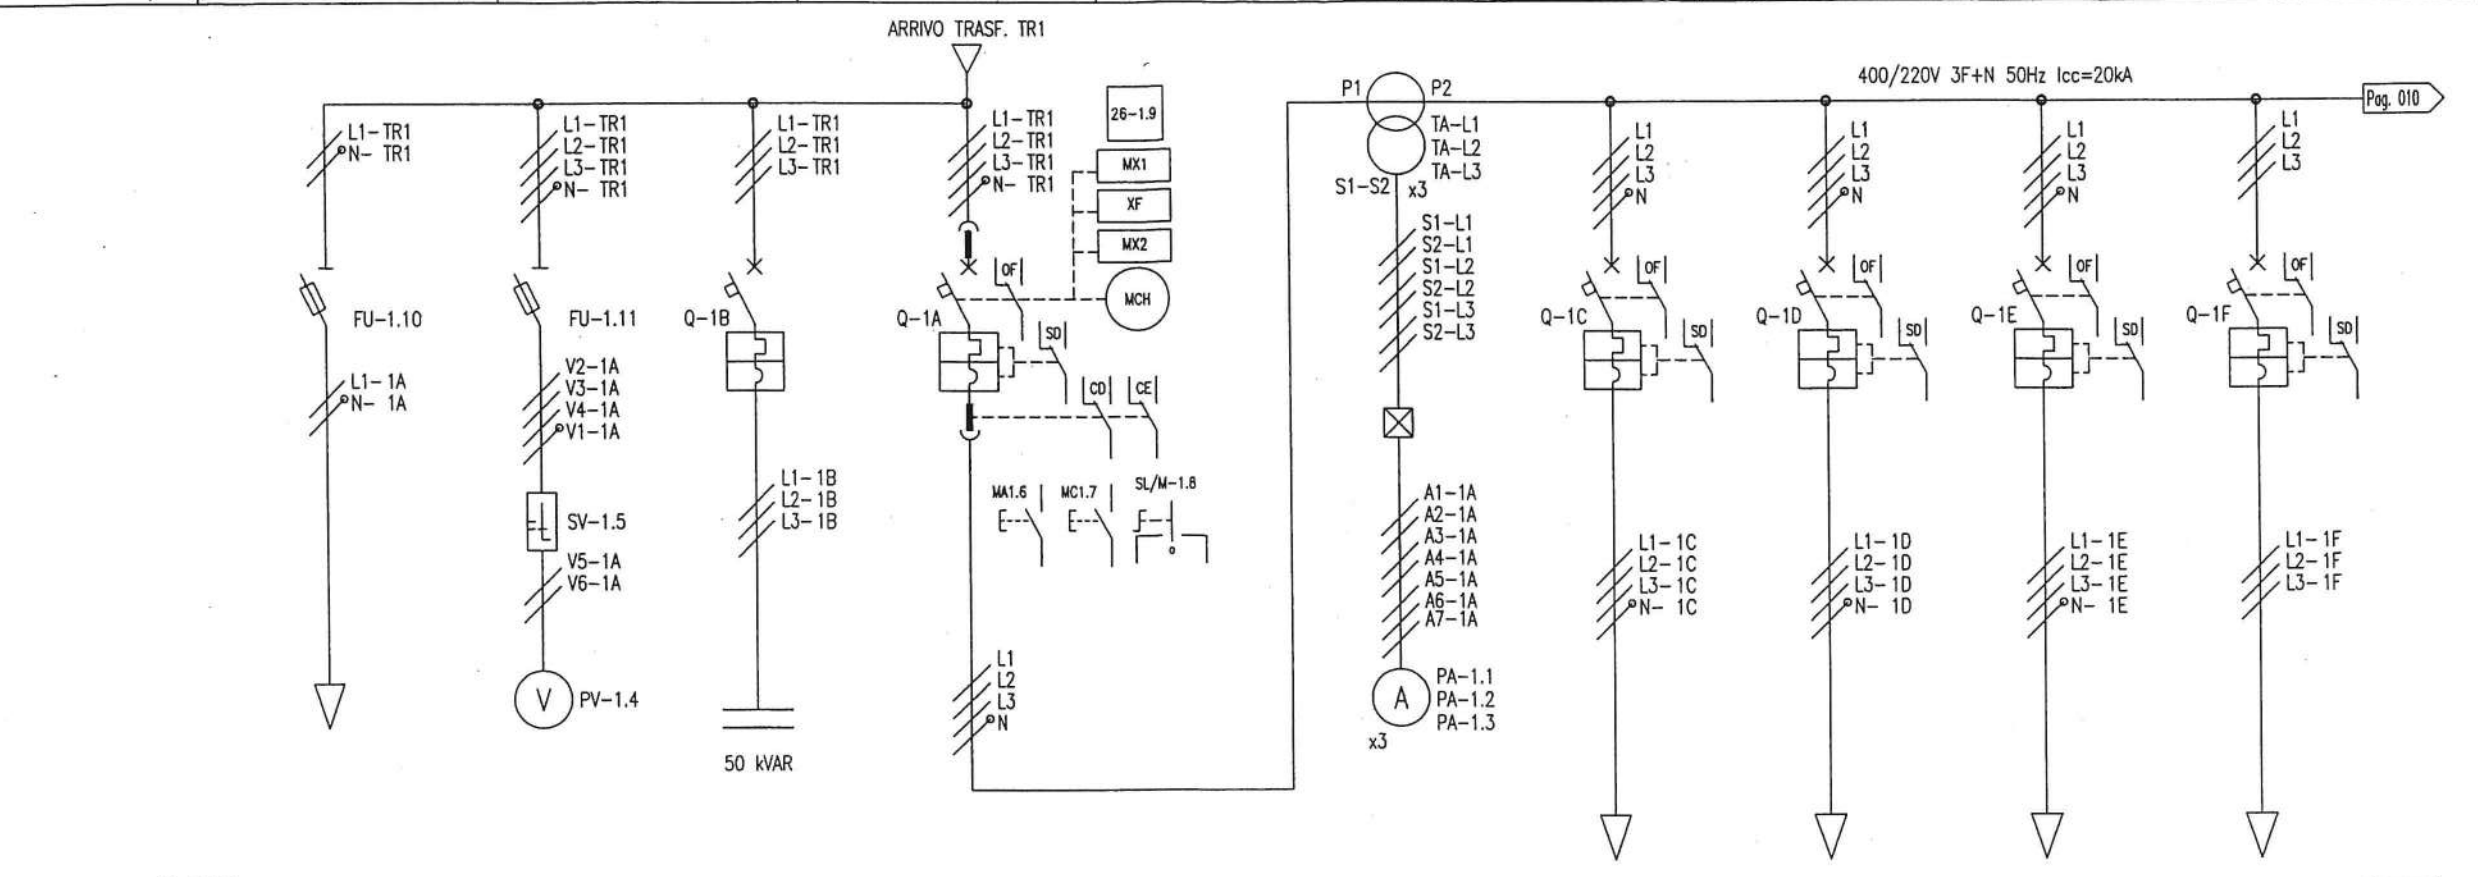 ARRIVO TRASF. TR1
400/220V 3F+N 50Hz Icc=20kA
Pag. 010
L1-TR1
N- TR1
FU-1.10
L1- 1A
N- 1A
L1-TR1
L2-TR1
L3-TR1
N- TR1
FU-1.11
V2-1A
V3-1A
V4-1A
V1-1A
SV-1.5
V5-1A
V6-1A
V
PV-1.4
L1-TR1
L2-TR1
L3-TR1
Q-1B
L1-1B
L2-1B
L3-1B
50 kVAR
L1-TR1
L2-TR1
L3-TR1
N- TR1
26-1.9
MX1
XF
MX2
MCH
OF
Q-1A
SD
CD
CE
MA1.6
MC1.7
SL/M-1.8
0
L1
L2
L3
N
P1
P2
TA-L1
TA-L2
TA-L3
S1-S2
x3
S1-L1
S2-L1
S1-L2
S2-L2
S1-L3
S2-L3
A1-1A
A2-1A
A3-1A
A4-1A
A5-1A
A6-1A
A7-1A
A
PA-1.1
PA-1.2
PA-1.3
x3
L1
L2
L3
N
OF
Q-1C
SD
L1-1C
L2-1C
L3-1C
N- 1C
L1
L2
L3
N
OF
Q-1D
SD
L1-1D
L2-1D
L3-1D
N- 1D
L1
L2
L3
N
OF
Q-1E
SD
L1-1E
L2-1E
L3-1E
N- 1E
L1
L2
L3
OF
Q-1F
SD
L1-1F
L2-1F
L3-1F